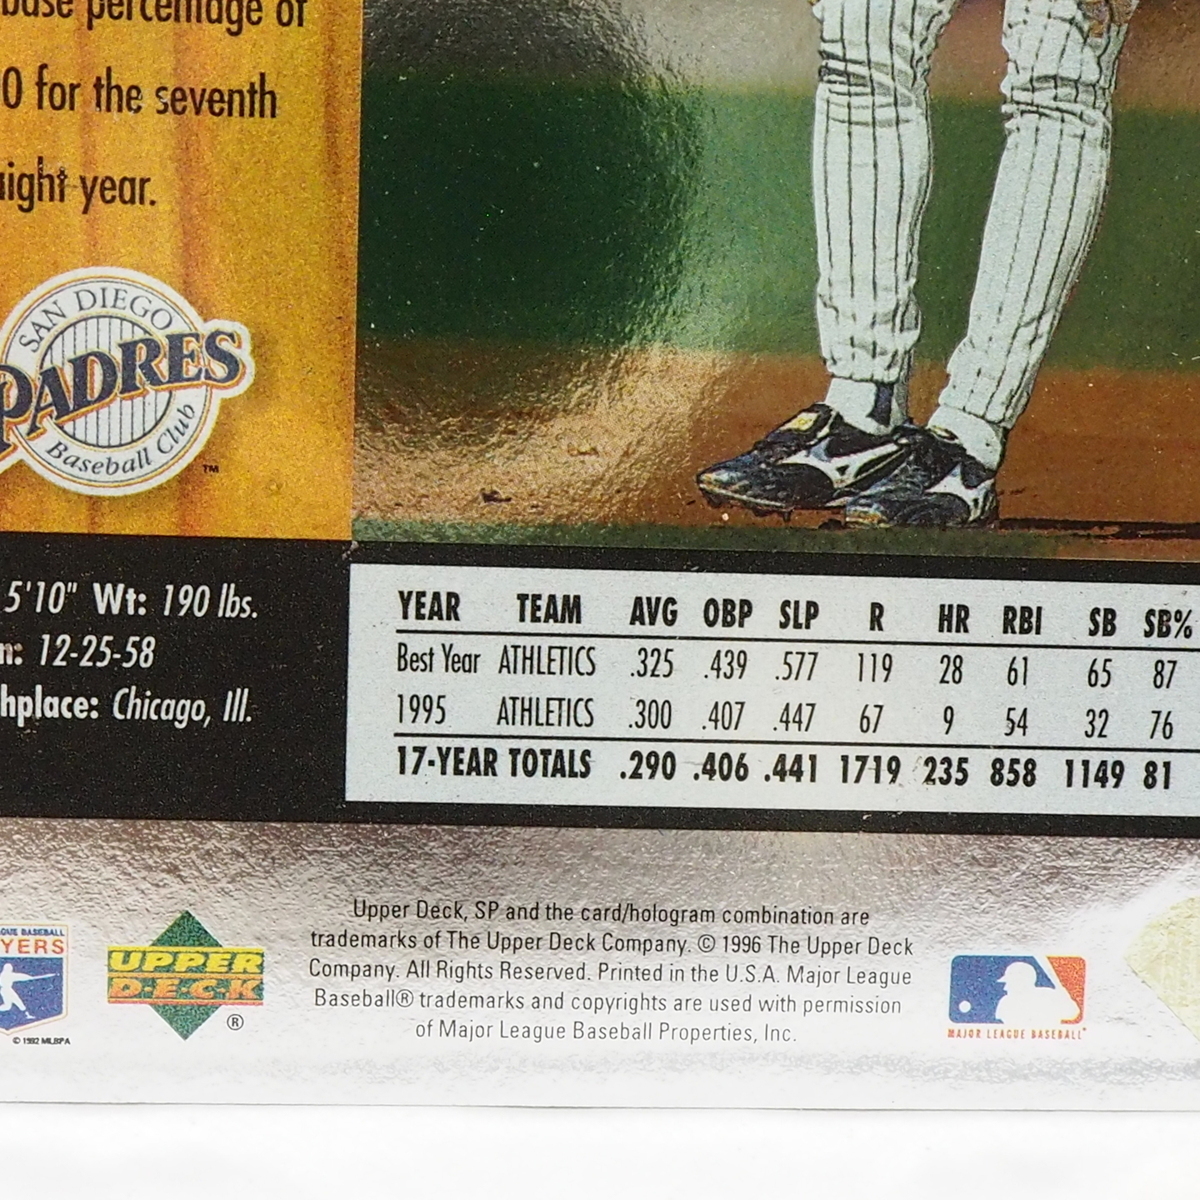 base percentage of
0 for the seventh
aight year.
SAN DIEGO
PADRES
Baseball Club
™
5'10" Wt: 190 lbs.
n: 12-25-58
hplace: Chicago, Ill.
YEAR TEAM AVG OBP SLP R HR RBI SB SB%
Best Year ATHLETICS .325 .439 .577 119 28 61 65 87
1995 ATHLETICS .300 .407 .447 67 9 54 32 76
17-YEAR TOTALS .290 .406 .441 1719 235 858 1149 81
GUE BASEBALL
YERS
© 1992 MLBPA
UPPER
DECK
®
Upper Deck, SP and the card/hologram combination are
trademarks of The Upper Deck Company. © 1996 The Upper Deck
Company. All Rights Reserved. Printed in the U.S.A. Major League
Baseball® trademarks and copyrights are used with permission
of Major League Baseball Properties, Inc.
MAJOR LEAGUE BASEBALL